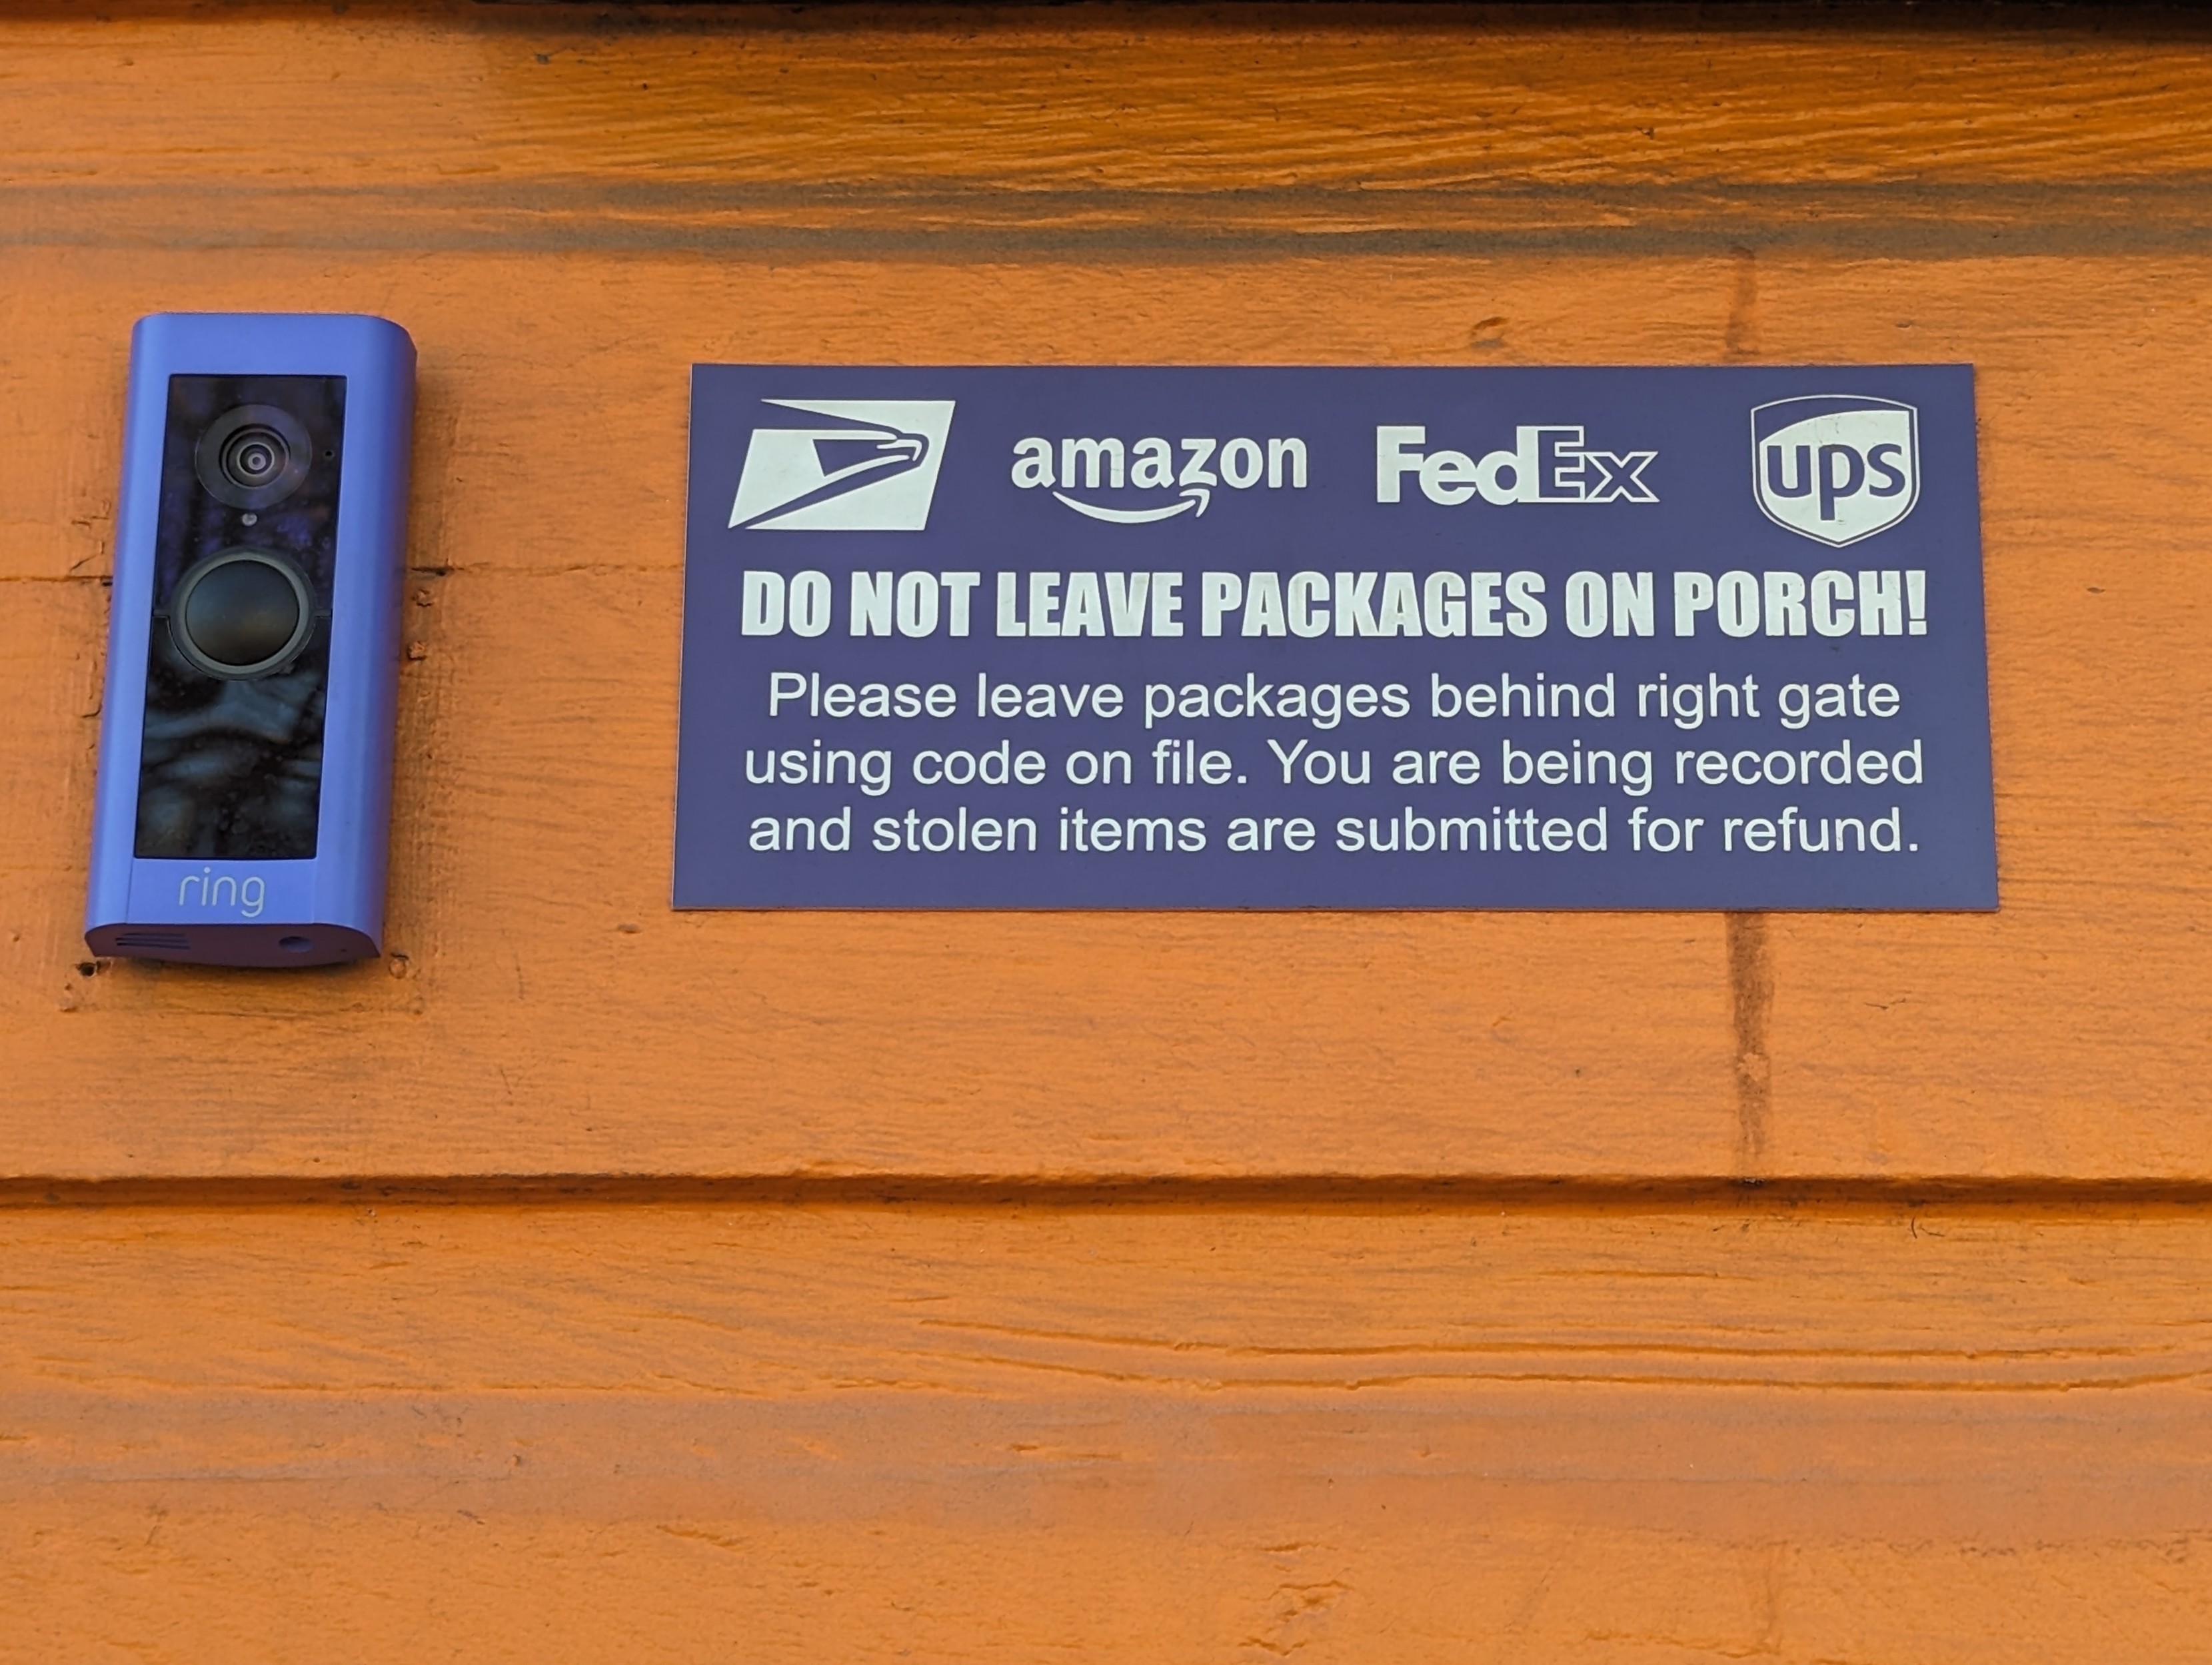 amazon FedEx ups
DO NOT LEAVE PACKAGES ON PORCH!
Please leave packages behind right gate
using code on file. You are being recorded
and stolen items are submitted for refund.
ring